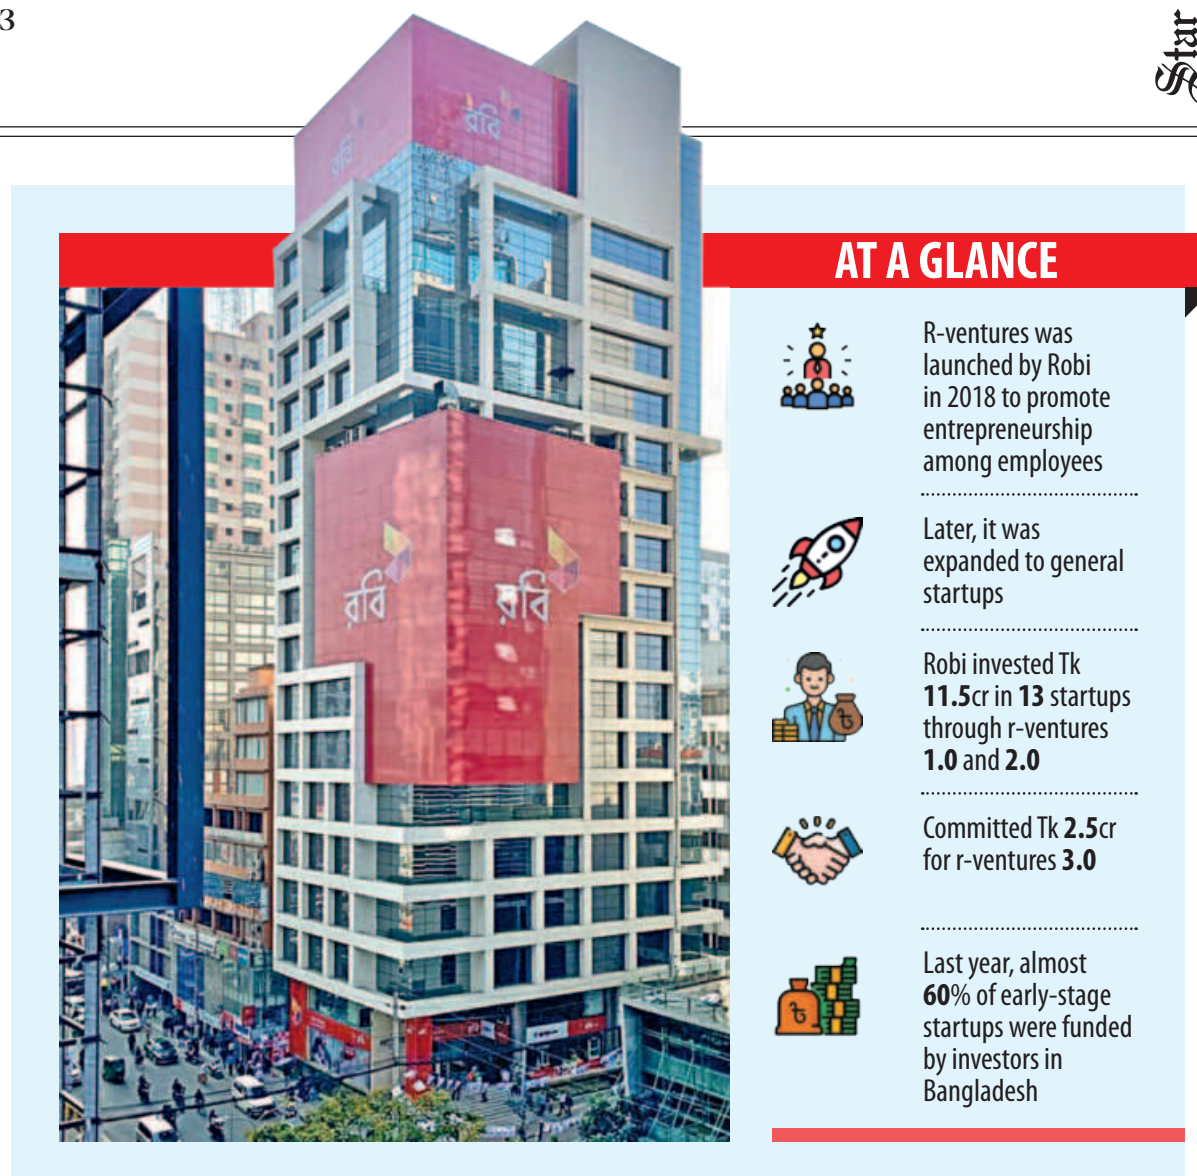 3
Star
রবি
রবি
AT A GLANCE
R-ventures was
launched by Robi
in 2018 to promote
entrepreneurship
among employees
Later, it was
expanded to general
startups
Robi invested Tk
11.5cr in 13 startups
through r-ventures
1.0 and 2.0
Committed Tk 2.5cr
for r-ventures 3.0
Last year, almost
60% of early-stage
startups were funded
by investors in
Bangladesh
রবি
রবি